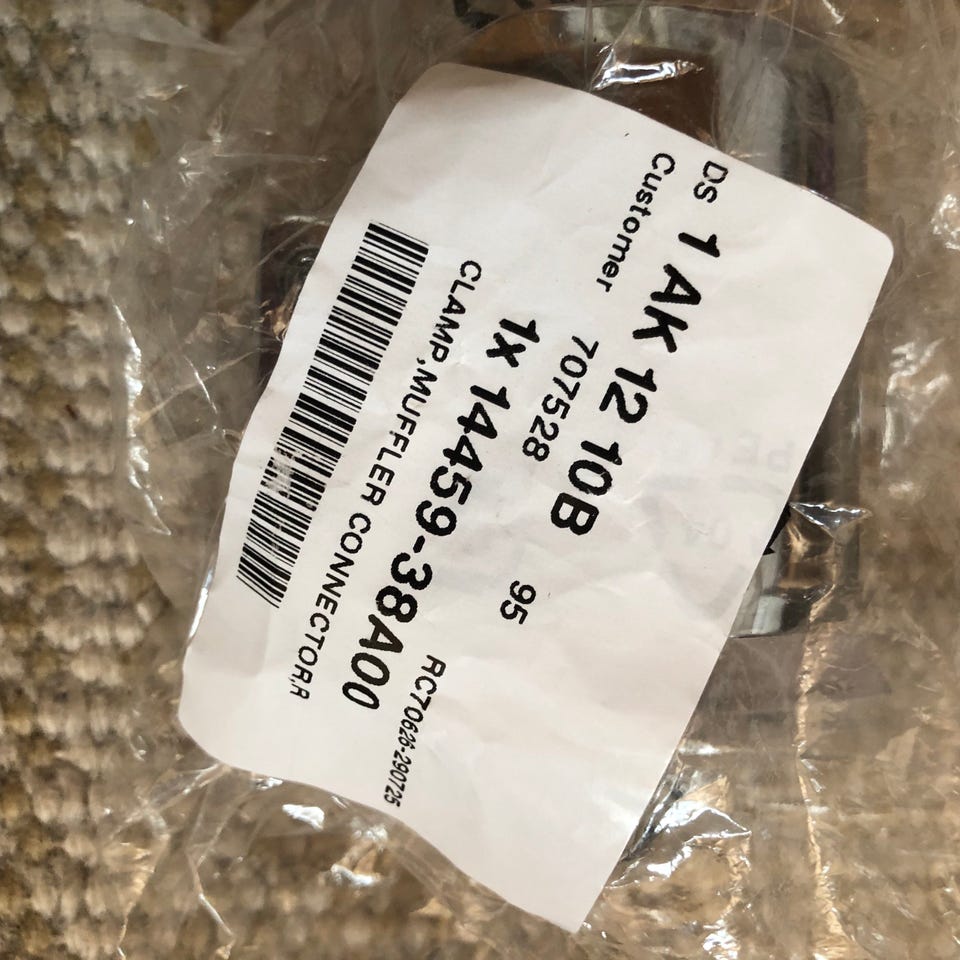 DS 1 AK 12 10B
Customer 707528 95
1x 14459-38A00
CLAMP,MUFFLER CONNECTOR,R
RC70626-290725